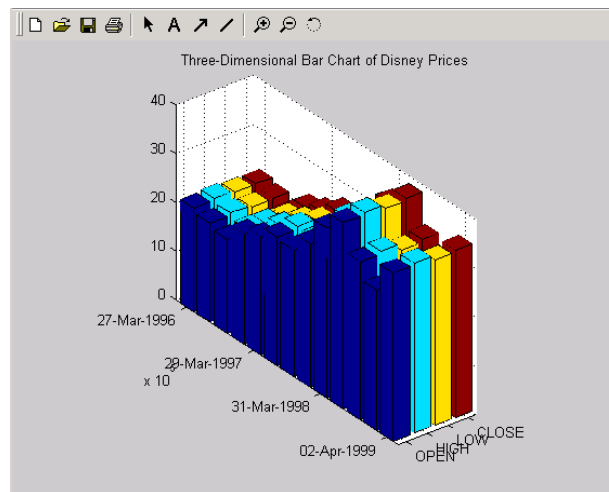 A
Three-Dimensional Bar Chart of Disney Prices
40
30
20
10
0
27-Mar-1996
29-Mar-1997
x 10
31-Mar-1998
02-Apr-1999
OPEN
HIGH
LOW
CLOSE